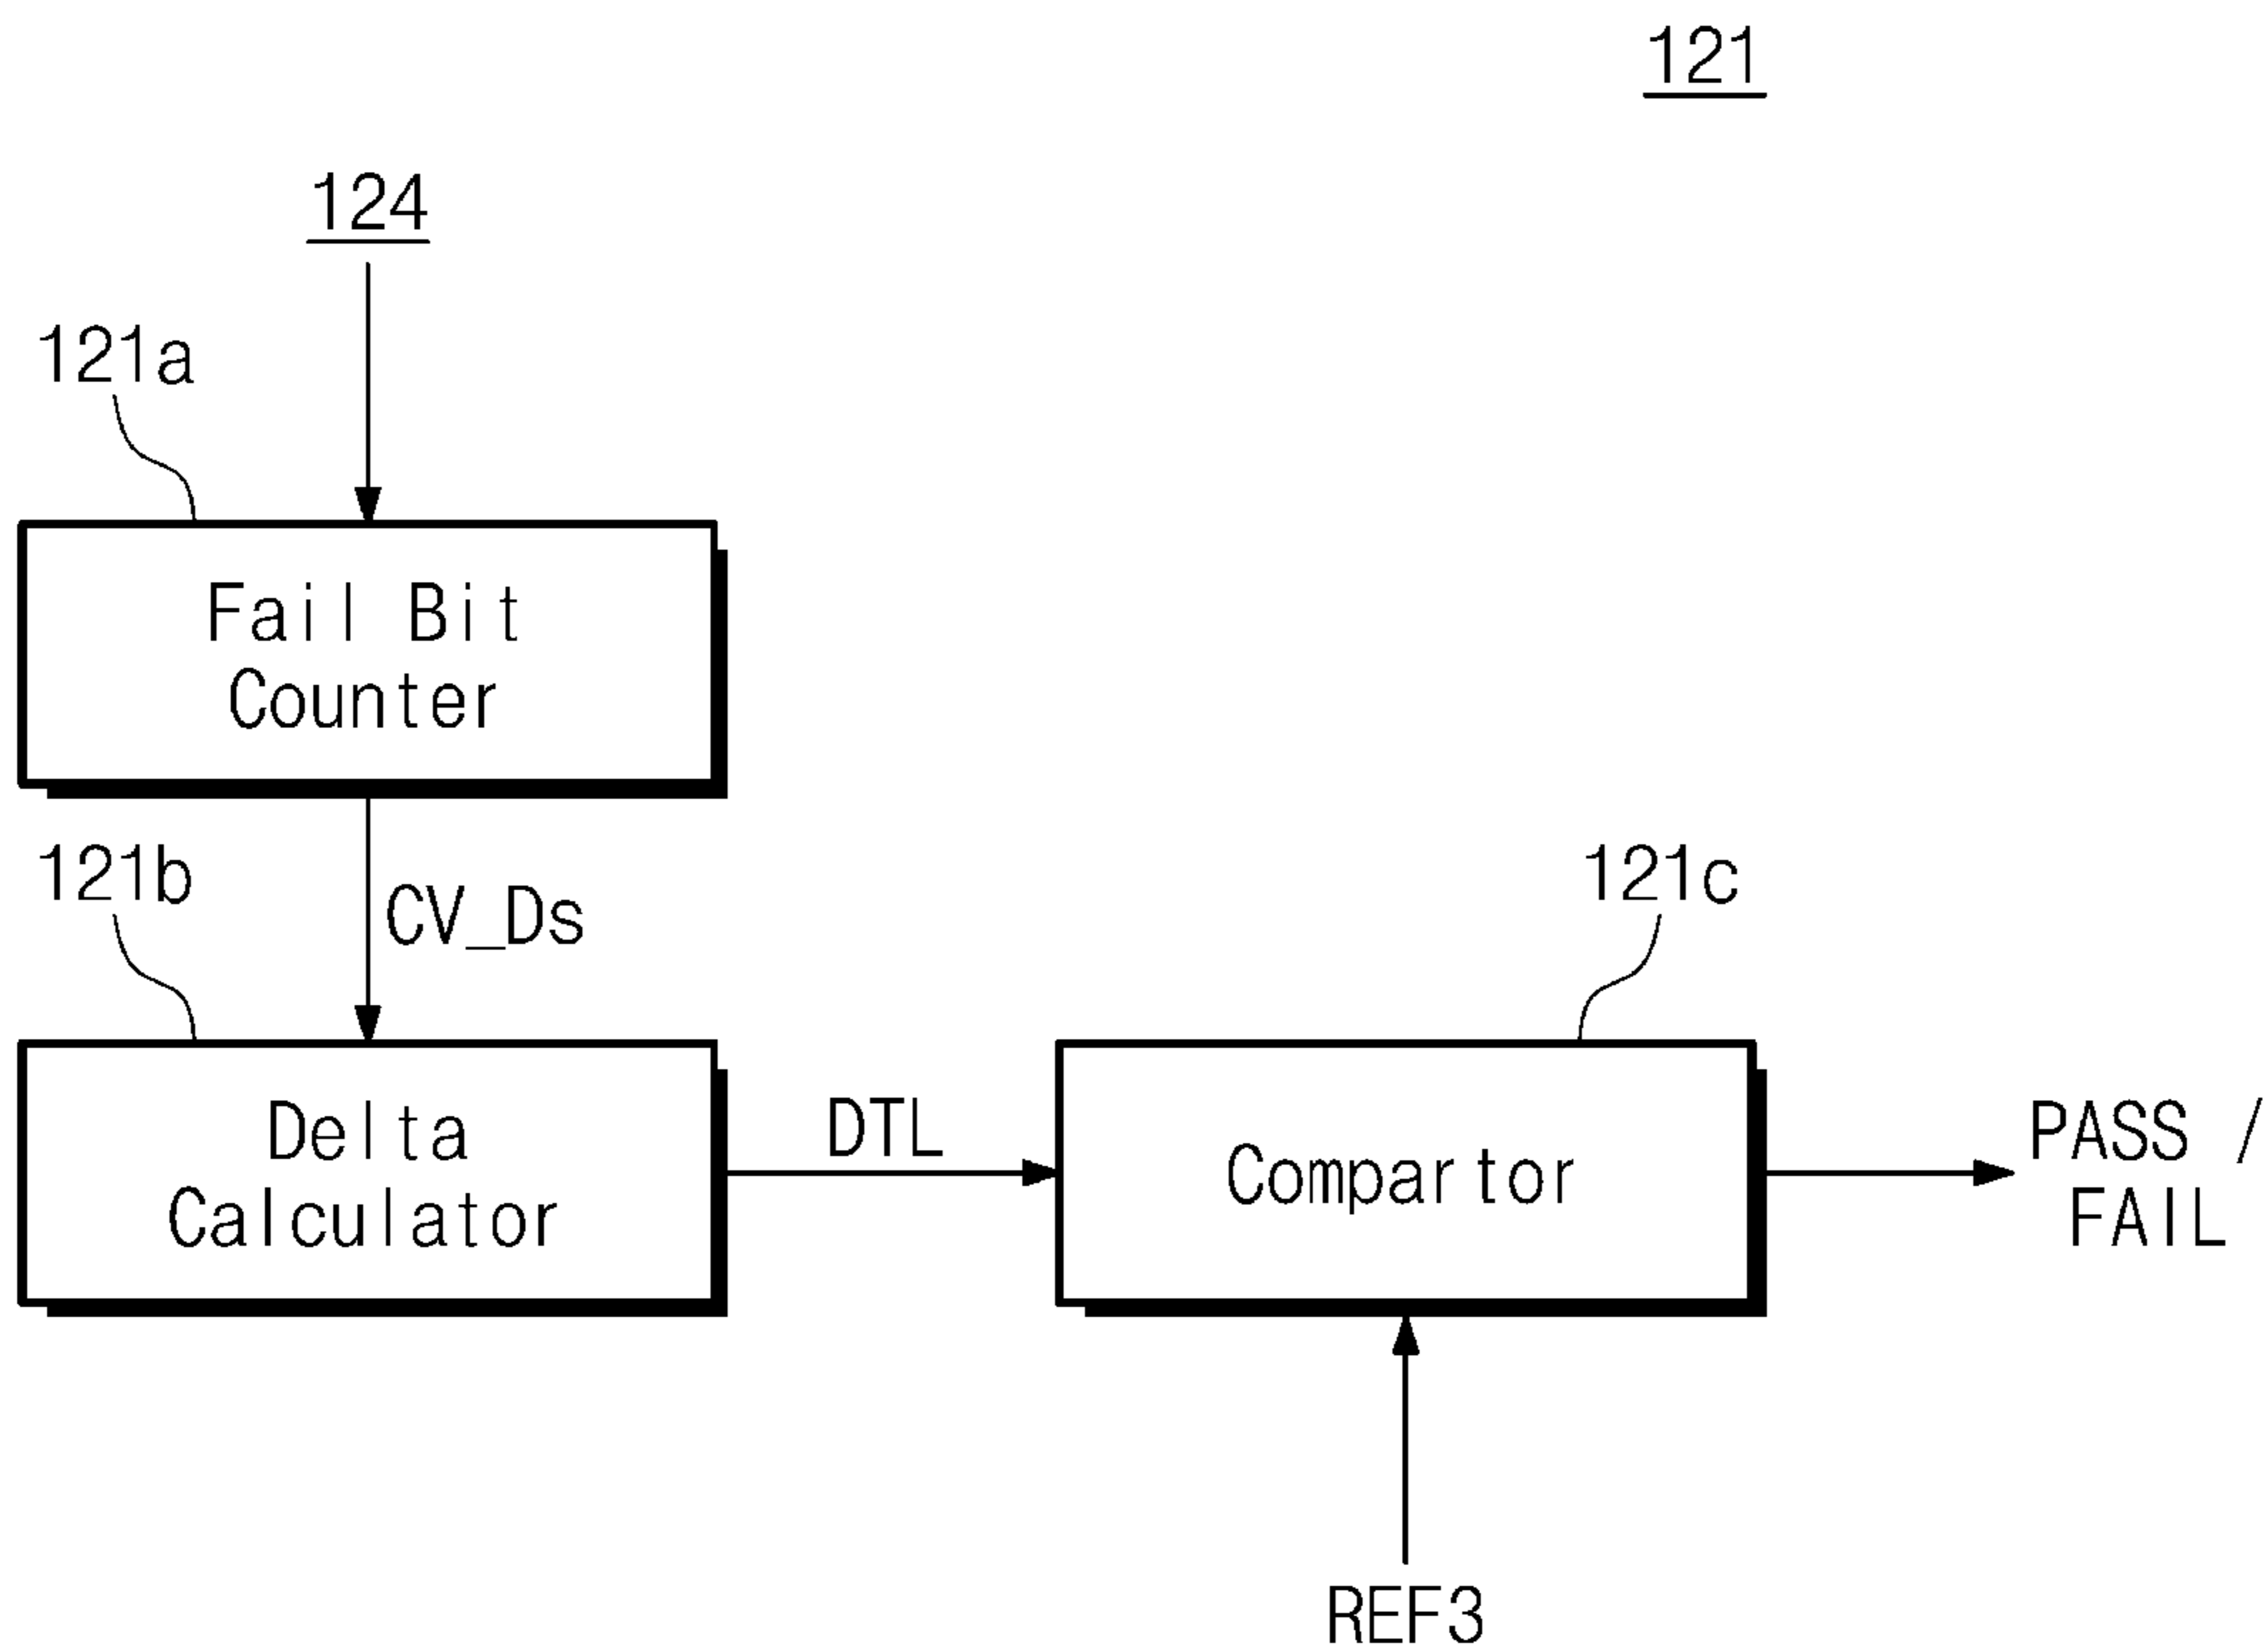 121
124
121a
Fail Bit
Counter
121b
CV_Ds
121c
Delta
Calculator
DTL
Compartor
PASS /
FAIL
REF3